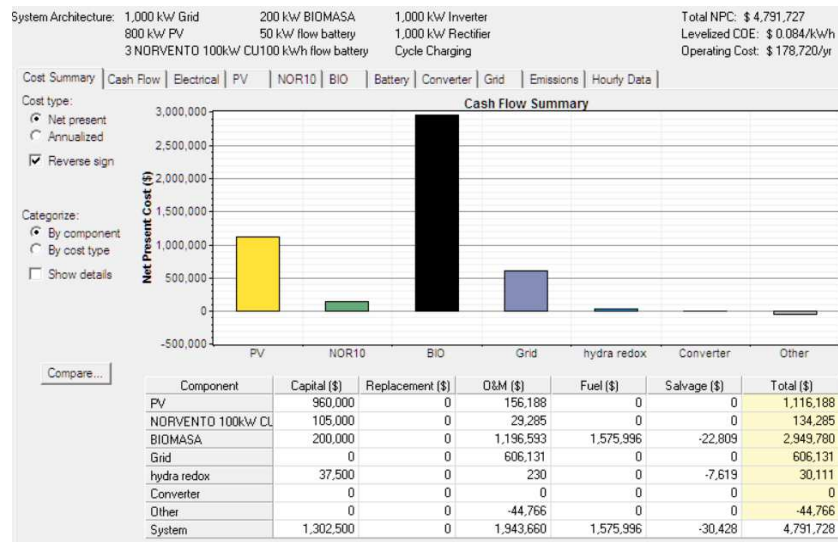 System Architecture: 1,000 kW Grid 200 kW BIOMASA 1,000 kW Inverter Total NPC: $ 4,791,727
800 kW PV 50 kW flow battery 1,000 kW Rectifier Levelized COE: $ 0.084/kWh
3 NORVENTO 100kW CU100 kWh flow battery Cycle Charging Operating Cost: $ 178,720/yr
Cost Summary Cash Flow Electrical PV NOR10 BIO Battery Converter Grid Emissions Hourly Data
Cost type:
Net present
Annualized
Reverse sign
Categorize:
By component
By cost type
Show details
Compare...
Cash Flow Summary
Net Present Cost ($)
3,000,000
2,500,000
2,000,000
1,500,000
1,000,000
500,000
0
-500,000
PV NOR10 BIO Grid hydra redox Converter Other
Component Capital ($) Replacement ($) O&M ($) Fuel ($) Salvage ($) Total ($)
PV 960,000 0 156,188 0 0 1,116,188
NORVENTO 100kW CU 105,000 0 29,285 0 0 134,285
BIOMASA 200,000 0 1,196,593 1,575,996 -22,809 2,949,780
Grid 0 0 606,131 0 0 606,131
hydra redox 37,500 0 230 0 -7,619 30,111
Converter 0 0 0 0 0 0
Other 0 0 -44,766 0 0 -44,766
System 1,302,500 0 1,943,660 1,575,996 -30,428 4,791,728